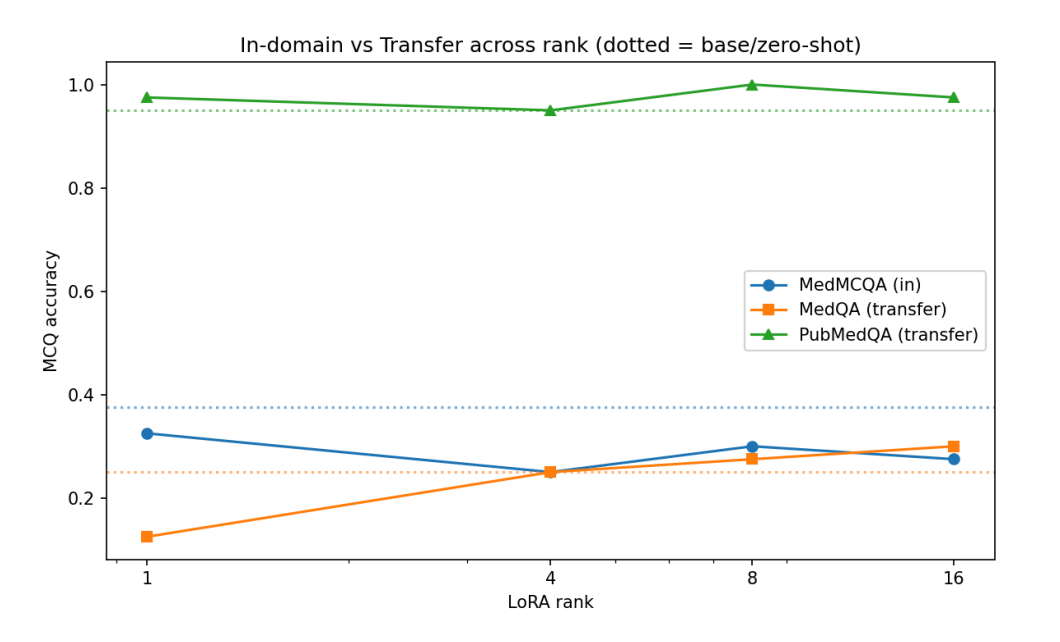 In-domain vs Transfer across rank (dotted = base/zero-shot)
1.0
0.8
0.6
0.4
0.2
MCQ accuracy
MedMCQA (in)
MedQA (transfer)
PubMedQA (transfer)
1
4
8
16
LoRA rank